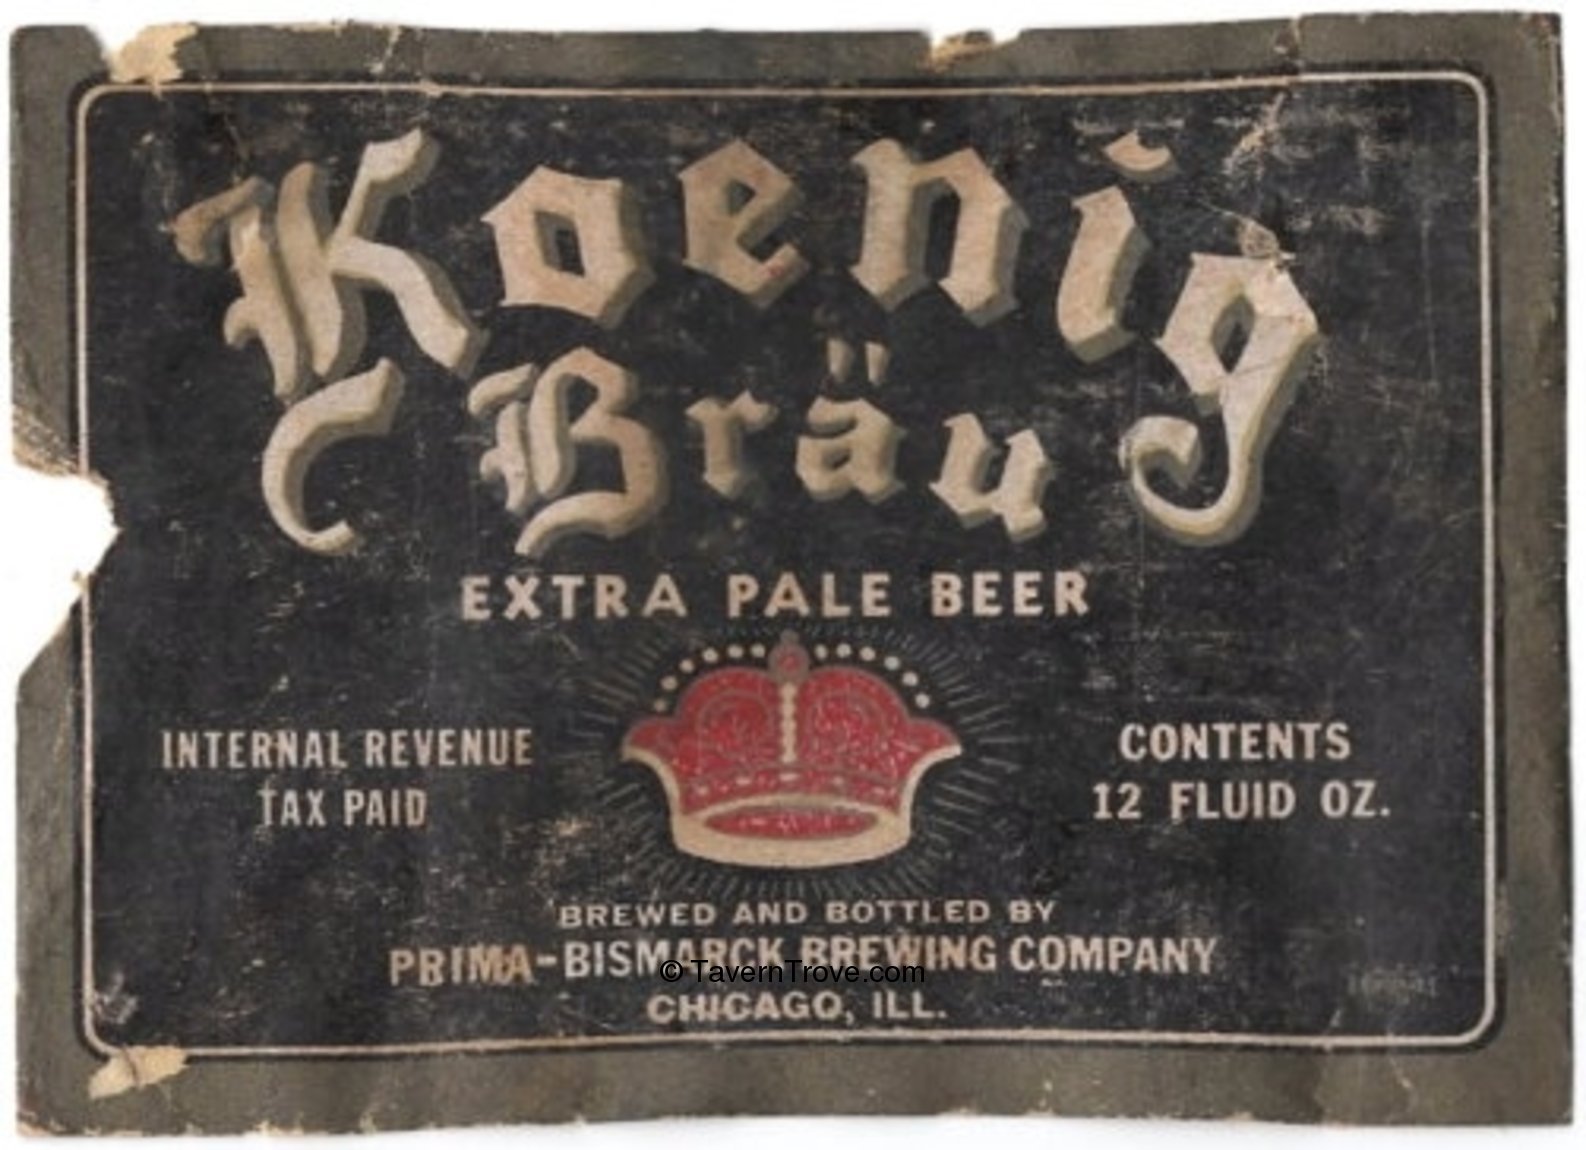 Koenig
Bräu
EXTRA PALE BEER
INTERNAL REVENUE
TAX PAID
CONTENTS
12 FLUID OZ.
BREWED AND BOTTLED BY
PRIMA-BISMARCK BREWING COMPANY
© TavernTrove.com
CHICAGO, ILL.